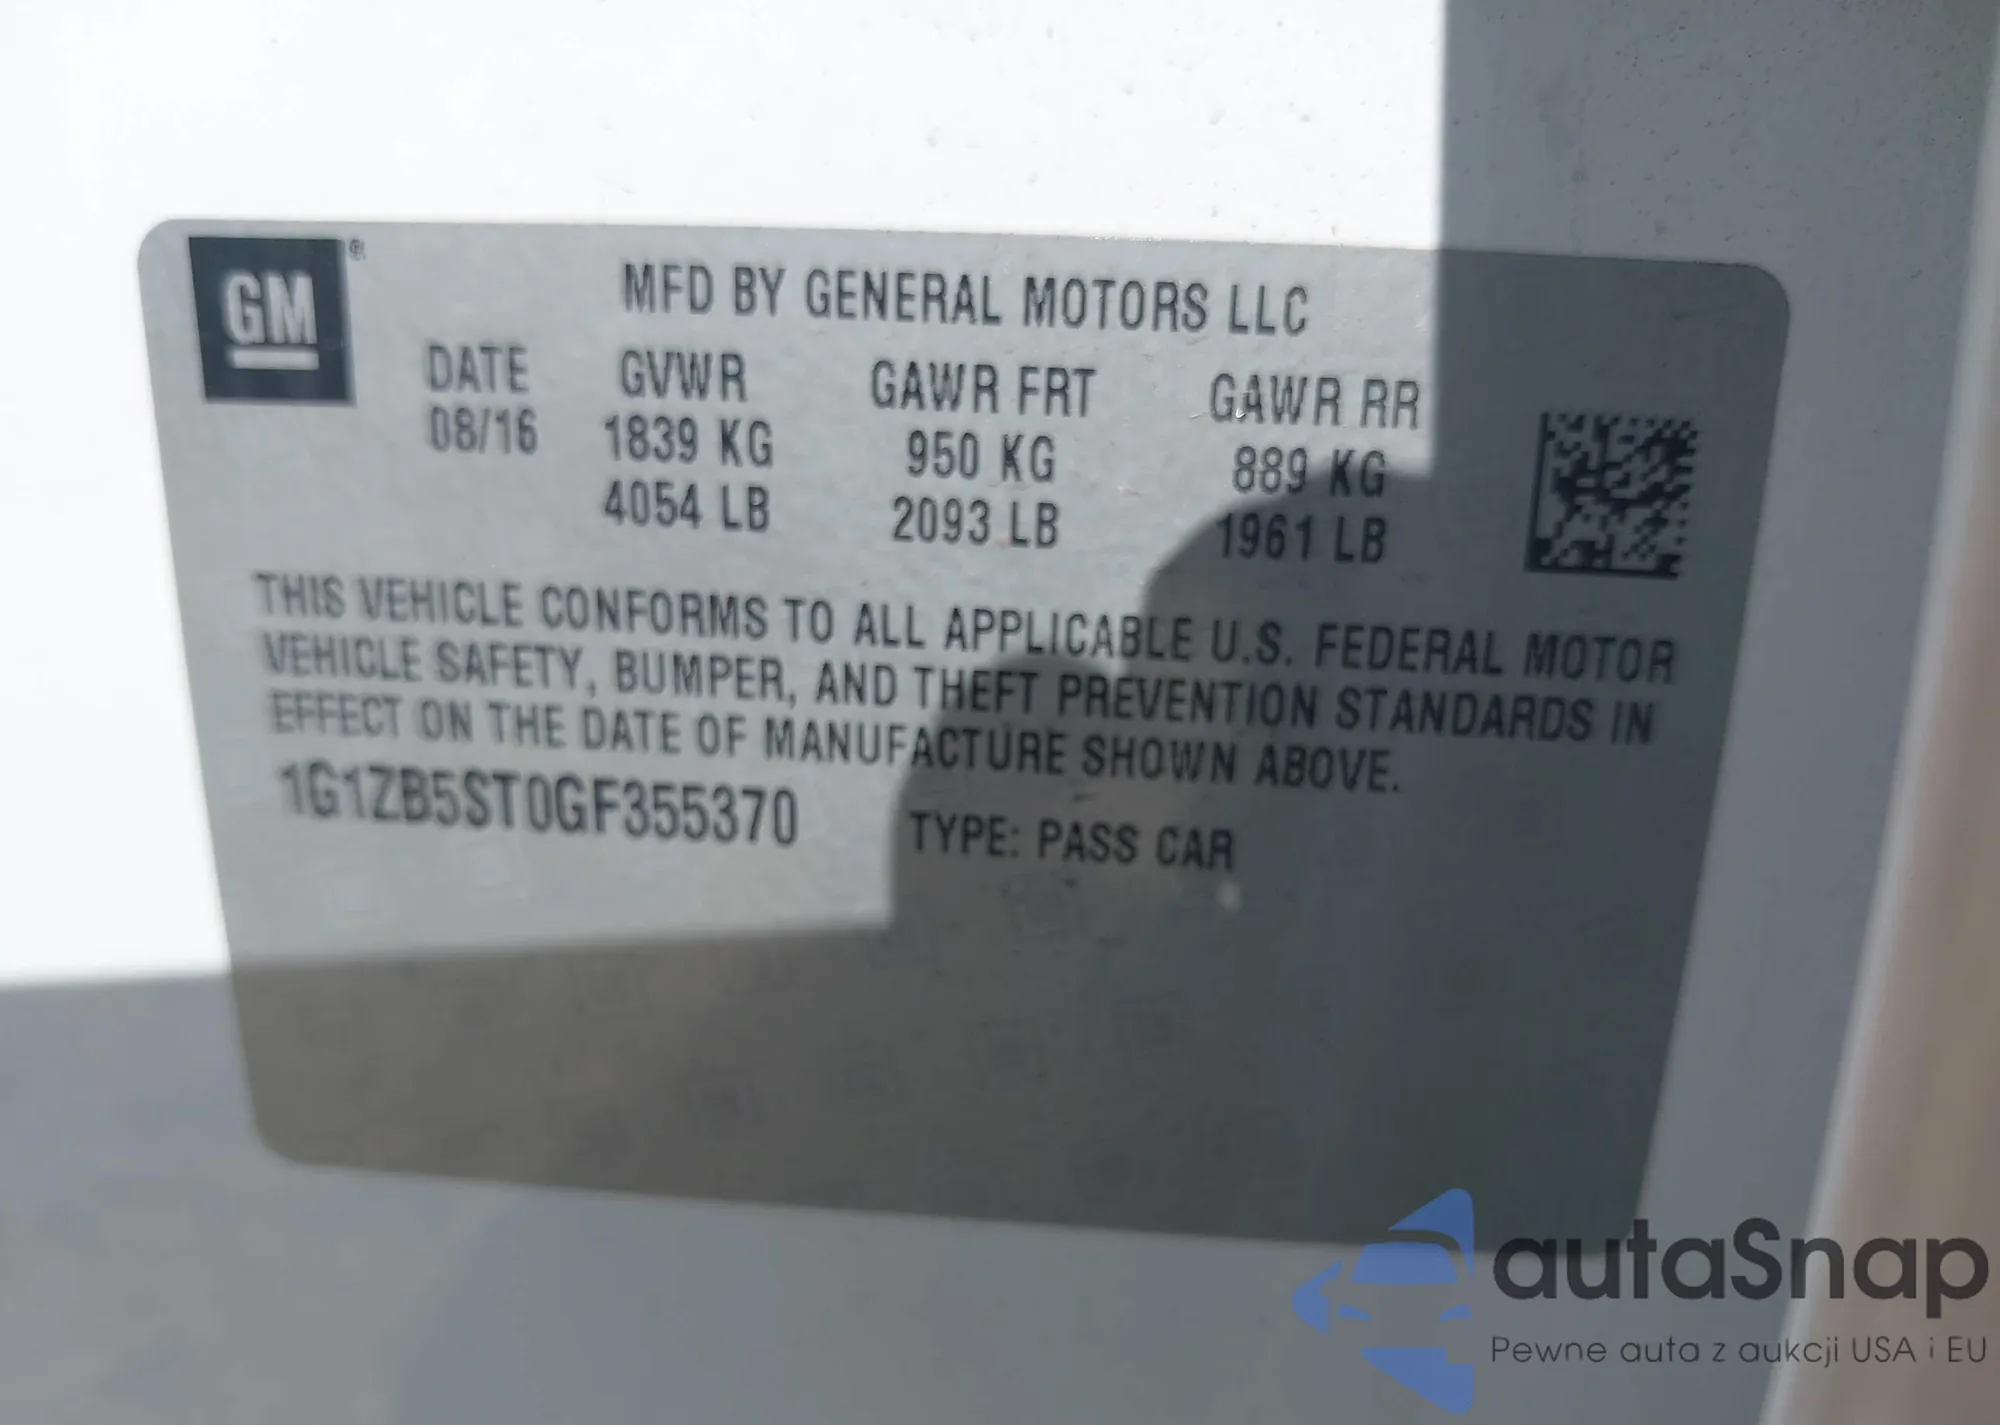 GM ®
MFD BY GENERAL MOTORS LLC
DATE GVWR GAWR FRT GAWR RR
08/16 1839 KG 950 KG 889 KG
4054 LB 2093 LB 1961 LB
THIS VEHICLE CONFORMS TO ALL APPLICABLE U.S. FEDERAL MOTOR
VEHICLE SAFETY, BUMPER, AND THEFT PREVENTION STANDARDS IN
EFFECT ON THE DATE OF MANUFACTURE SHOWN ABOVE.
1G1ZB5ST0GF355370 TYPE: PASS CAR
autaSnap
Pewne auta z aukcji USA i EU